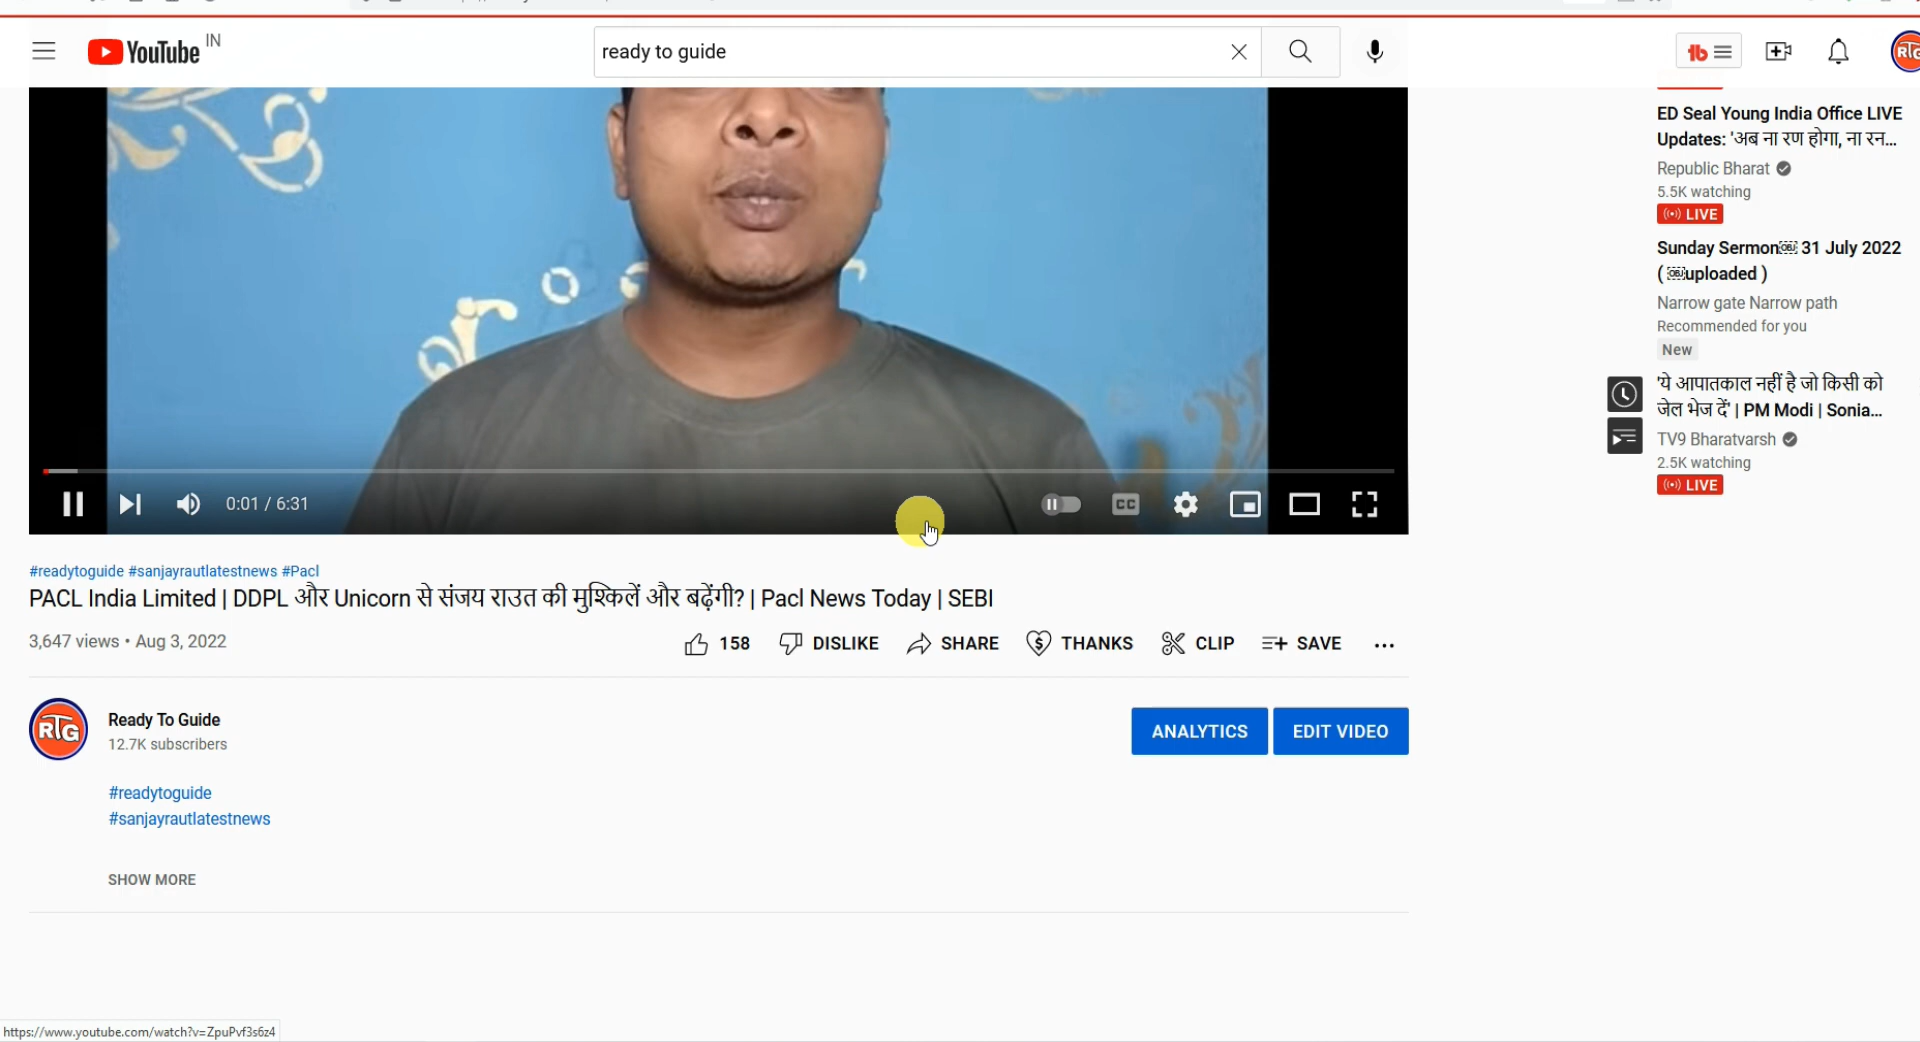 YouTube IN
ready to guide
RTG
ED Seal Young India Office LIVE
Updates: 'अब ना रण होगा, ना रन...
Republic Bharat
5.5K watching
LIVE
Sunday Sermon￼ 31 July 2022
( ￼uploaded )
Narrow gate Narrow path
Recommended for you
New
'ये आपातकाल नहीं है जो किसी को
जेल भेज दें' | PM Modi | Sonia...
TV9 Bharatvarsh
2.5K watching
LIVE
0:01 / 6:31
CC
#readytoguide #sanjayrautlatestnews #Pacl
PACL India Limited | DDPL और Unicorn से संजय राउत की मुश्किलें और बढ़ेंगी? | Pacl News Today | SEBI
3,647 views • Aug 3, 2022
158 DISLIKE SHARE THANKS CLIP SAVE ...
RTG
Ready To Guide
12.7K subscribers
ANALYTICS EDIT VIDEO
#readytoguide
#sanjayrautlatestnews
SHOW MORE
https://www.youtube.com/watch?v=ZpuPvf3s6z4